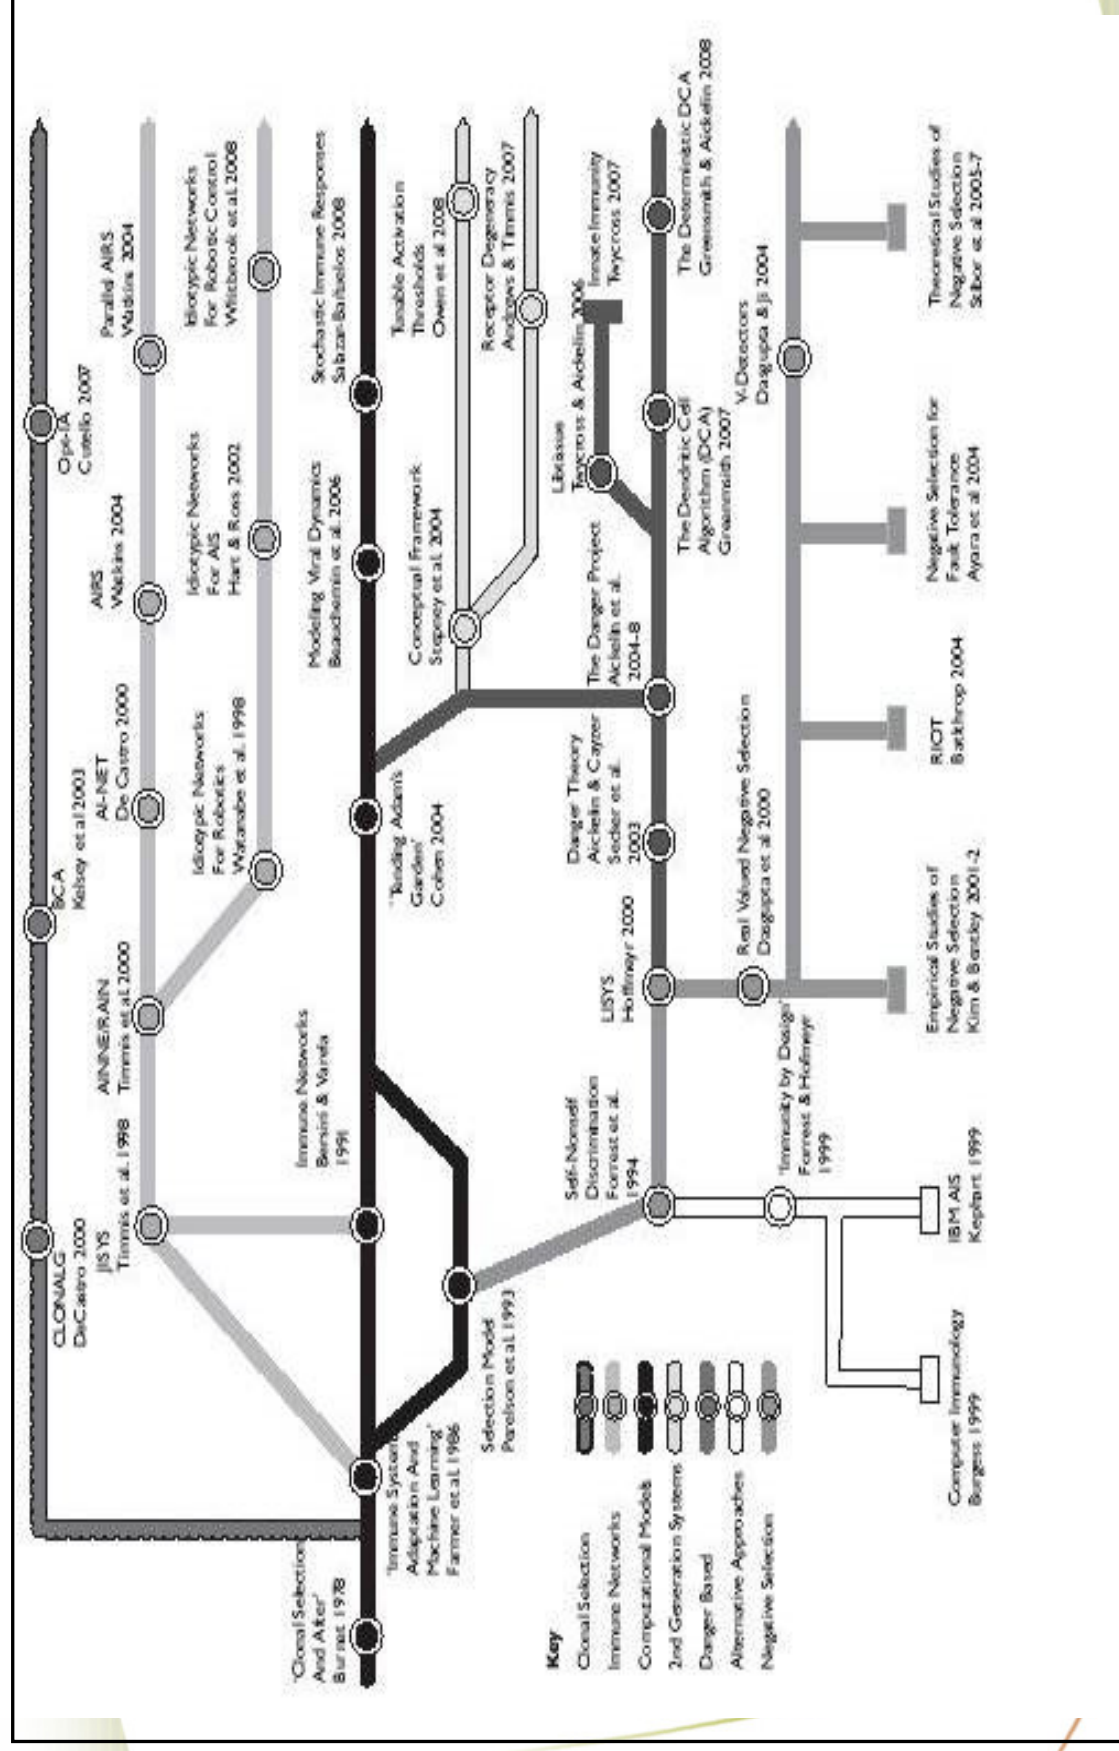 CLONALG
DeCastro 2000
BCA
Kelsey et al 2003
Opt-IA
Cutello 2007
JISYS
Timmis et al. 1998
AINNE/RAIN
Timmis et al. 2000
AI-NET
De Castro 2000
AIRS
Watkins 2004
Parallel AIRS
Watkins 2004
Idiotypic Networks
For Robotics
Watanabe et al. 1998
Idiotypic Networks
For AIS
Hart & Ross 2002
Idiotypic Networks
For Robotic Control
Whitbrook et al. 2008
'Clonal Selection
And After'
Burnet 1978
'Immune System
Adaptation And
Machine Learning'
Farmer et al. 1986
Immune Networks
Bersini & Varela
1991
'Tending Adam's
Garden'
Cohen 2004
Modeling Viral Dynamics
Beauchemin et al. 2006
Stochastic Immune Responses
Salazar-Bañuelos 2008
Selection Model
Perelson et al. 1993
Conceptual Framework
Stepney et al. 2004
Tunable Activation
Thresholds
Owen et al 2008
Receptor Degeneracy
Andrews & Timmis 2007
Self-Nonself
Discrimination
Forrest et al.
1994
LISYS
Hoffmeyr 2000
Danger Theory
Aickelin & Cayzer
Secker et al.
2003
The Danger Project
Aickelin et al.
2004-8
Libtissue
Twycross & Aickelin 2006
Innate Immunity
Twycross 2007
The Dendritic Cell
Algorithm (DCA)
Greensmith 2007
The Deterministic DCA
Greensmith & Aickelin 2008
'Immunity by Design'
Forrest & Hofmeyr
1999
Real Valued Negative Selection
Dasgupta et al 2000
V-Detectors
Dasgupta & Ji 2004
Computer Immunology
Burgess 1999
IBM AIS
Kephart 1999
Empirical Studies of
Negative Selection
Kim & Bentley 2001-2
RIOT
Balthrop 2004
Negative Selection for
Fault Tolerance
Ayara et al 2004
Theoretical Studies of
Negative Selection
Stibor et al 2005-7
Key
Clonal Selection
Immune Networks
Computational Models
2nd Generation Systems
Danger Based
Alternative Approaches
Negative Selection